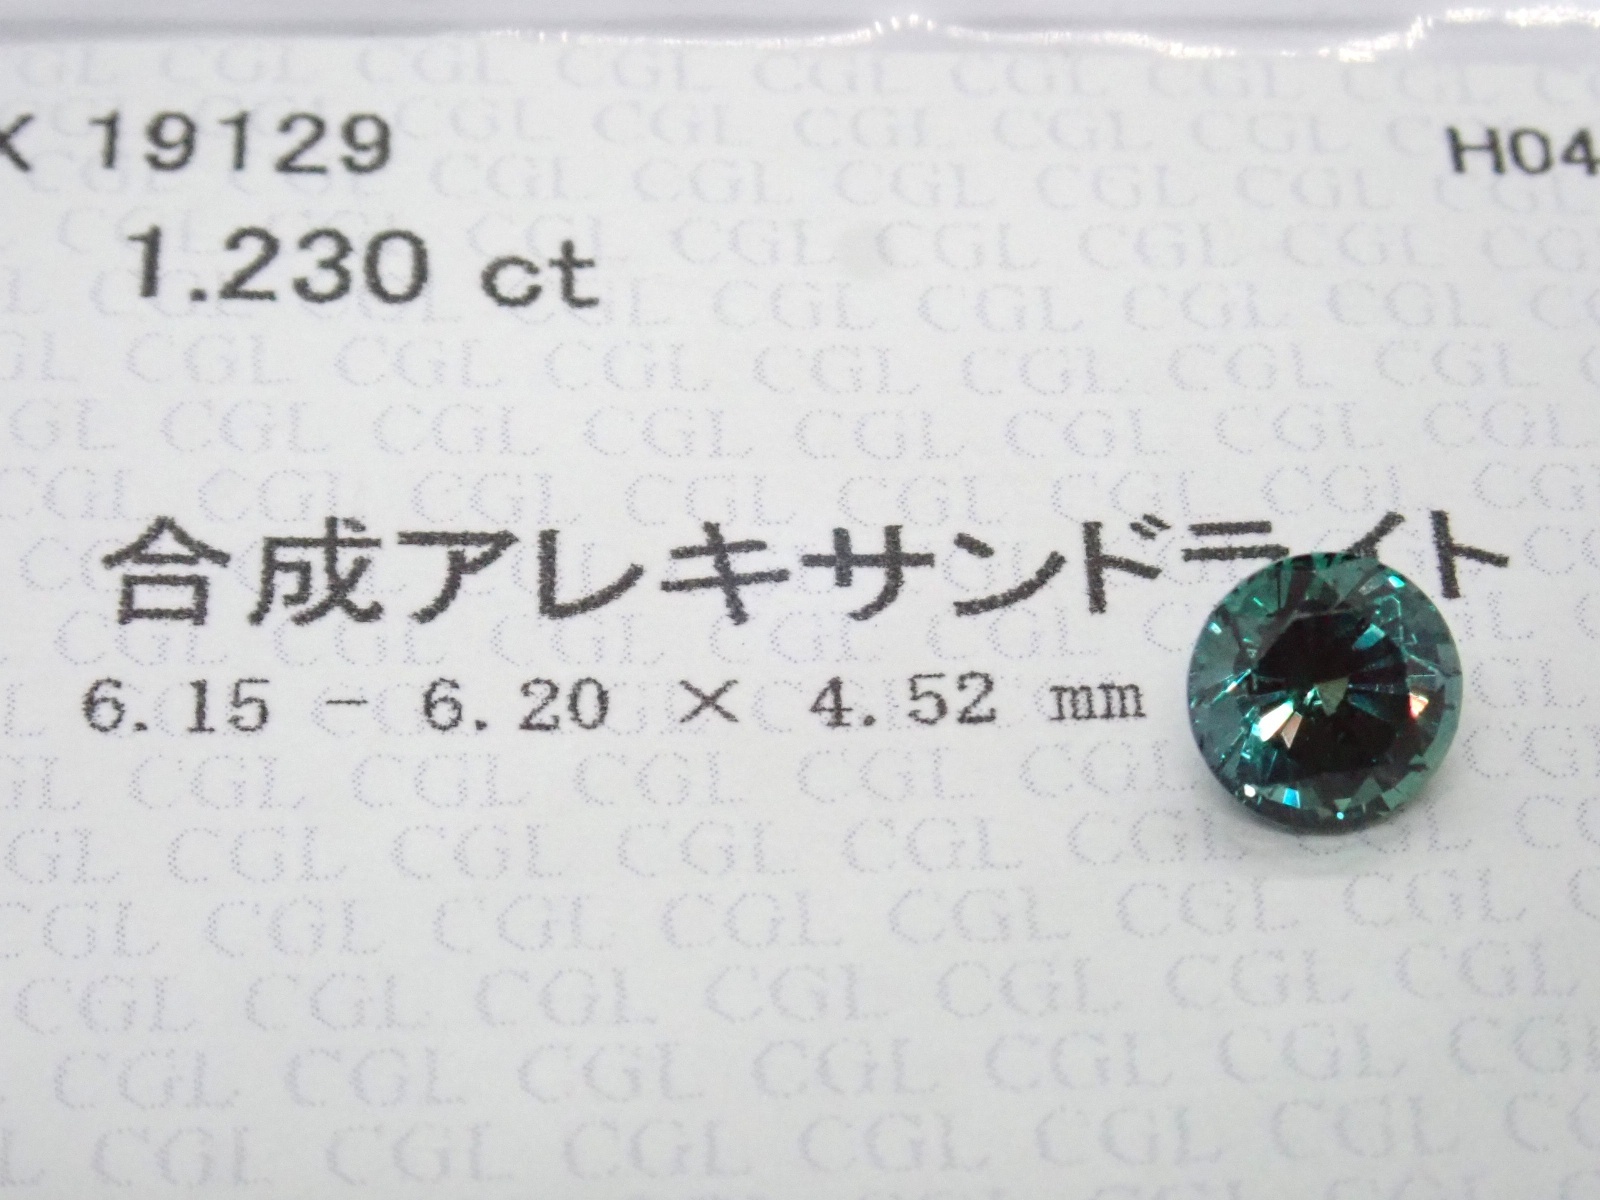 X 19129 H04
1.230 ct
合成アレキサンドライト
6.15 - 6.20 × 4.52 mm